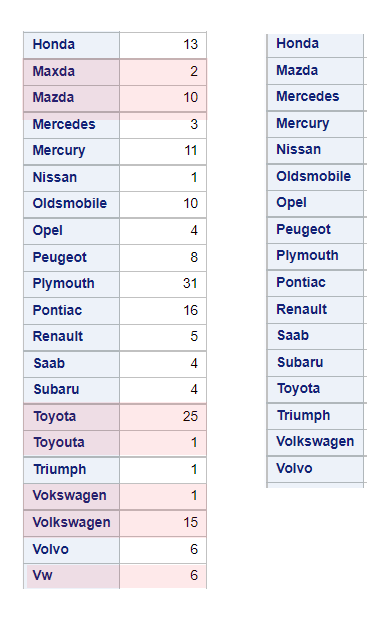 Honda 13
Maxda 2
Mazda 10
Mercedes 3
Mercury 11
Nissan 1
Oldsmobile 10
Opel 4
Peugeot 8
Plymouth 31
Pontiac 16
Renault 5
Saab 4
Subaru 4
Toyota 25
Toyouta 1
Triumph 1
Vokswagen 1
Volkswagen 15
Volvo 6
Vw 6
Honda
Mazda
Mercedes
Mercury
Nissan
Oldsmobile
Opel
Peugeot
Plymouth
Pontiac
Renault
Saab
Subaru
Toyota
Triumph
Volkswagen
Volvo